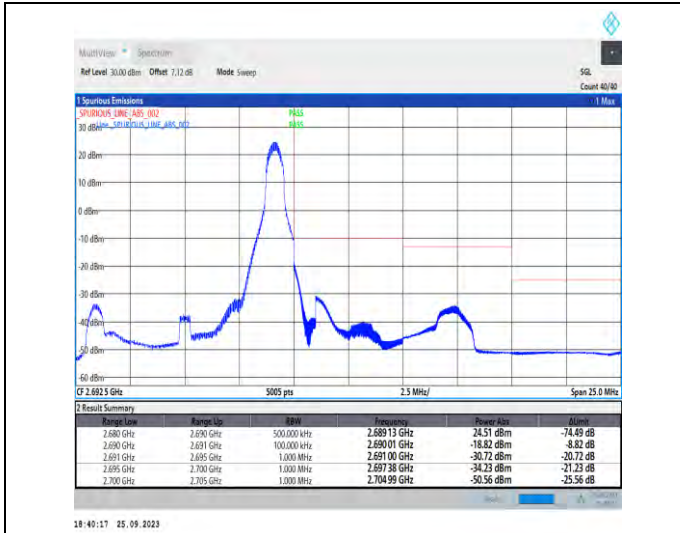 MultiView Spectrum
Ref Level 30.00 dBm Offset 7.12 dB Mode Sweep SGL
Count 40/40
1 Spurious Emissions 1 Max
_SPURIOUS_LINE_ABS_002 PASS
30 dBm Line _SPURIOUS_LINE_ABS_002 PASS
20 dBm
10 dBm
0 dBm
-10 dBm
-20 dBm
-30 dBm
-40 dBm
-50 dBm
-60 dBm
CF 2.6925 GHz 5005 pts 2.5 MHz/ Span 25.0 MHz
2 Result Summary
Range Low Range Up RBW Frequency Power Abs ΔLimit
2.680 GHz 2.690 GHz 500.000 kHz 2.689 13 GHz 24.51 dBm -74.49 dB
2.690 GHz 2.691 GHz 100.000 kHz 2.690 01 GHz -18.82 dBm -8.82 dB
2.691 GHz 2.695 GHz 1.000 MHz 2.691 00 GHz -30.72 dBm -20.72 dB
2.695 GHz 2.700 GHz 1.000 MHz 2.697 38 GHz -34.23 dBm -21.23 dB
2.700 GHz 2.705 GHz 1.000 MHz 2.704 99 GHz -50.56 dBm -25.56 dB
18:40:17 25.09.2023